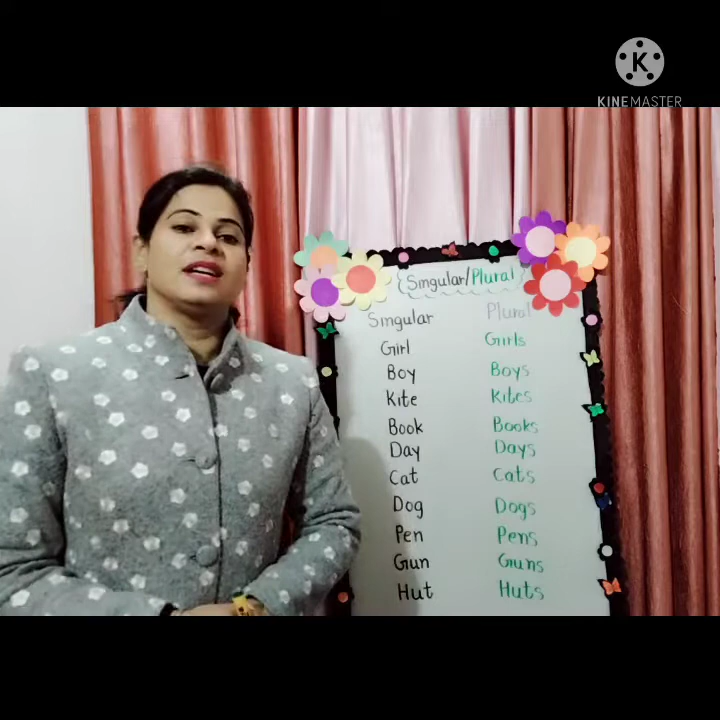 KINEMASTER
{Singular/Plural}
Singular Plural
Girl Girls
Boy Boys
Kite Kites
Book Books
Day Days
Cat Cats
Dog Dogs
Pen Pens
Gun Guns
Hut Huts